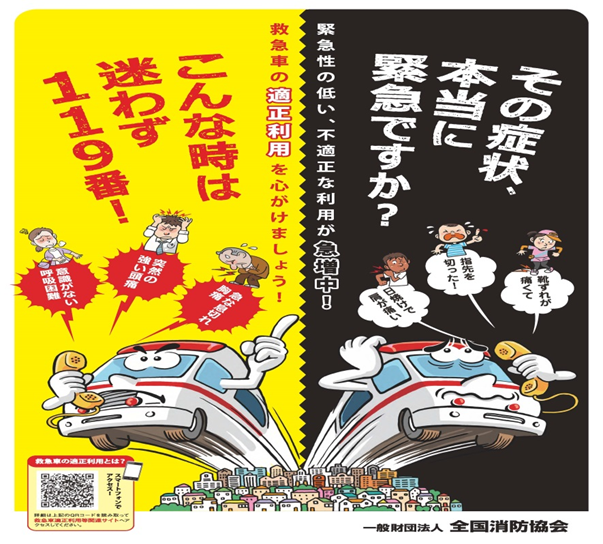 その症状、
本当に
緊急ですか?
靴ずれが
痛くて
指先を
切った!
日焼けで
肩が痛い
緊急性の低い、不適正な利用が急増中!
救急車の適正利用を心がけましょう!
こんな時は
迷わず
119番!
急な息切れ
胸痛
突然の
強い頭痛
意識がない
呼吸困難
救急車の適正利用とは?
スマートフォンで
アクセス!
詳細は上記のQRコードを読み取って
救急車適正利用等関連サイトへア
クセスしてください。
一般財団法人 全国消防協会